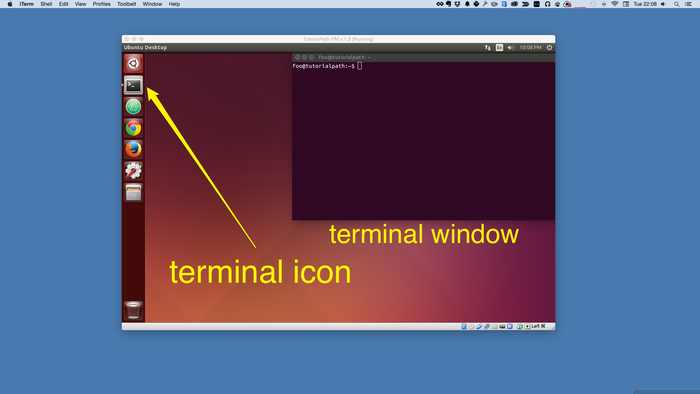 iTerm Shell Edit View Profiles Toolbelt Window Help
Tue 22:08
TutorialPath VM v.1.3 [Running]
Ubuntu Desktop
En
10:08 PM
foo@tutorialpath: ~
foo@tutorialpath:~$
terminal window
terminal icon
Left ⌘